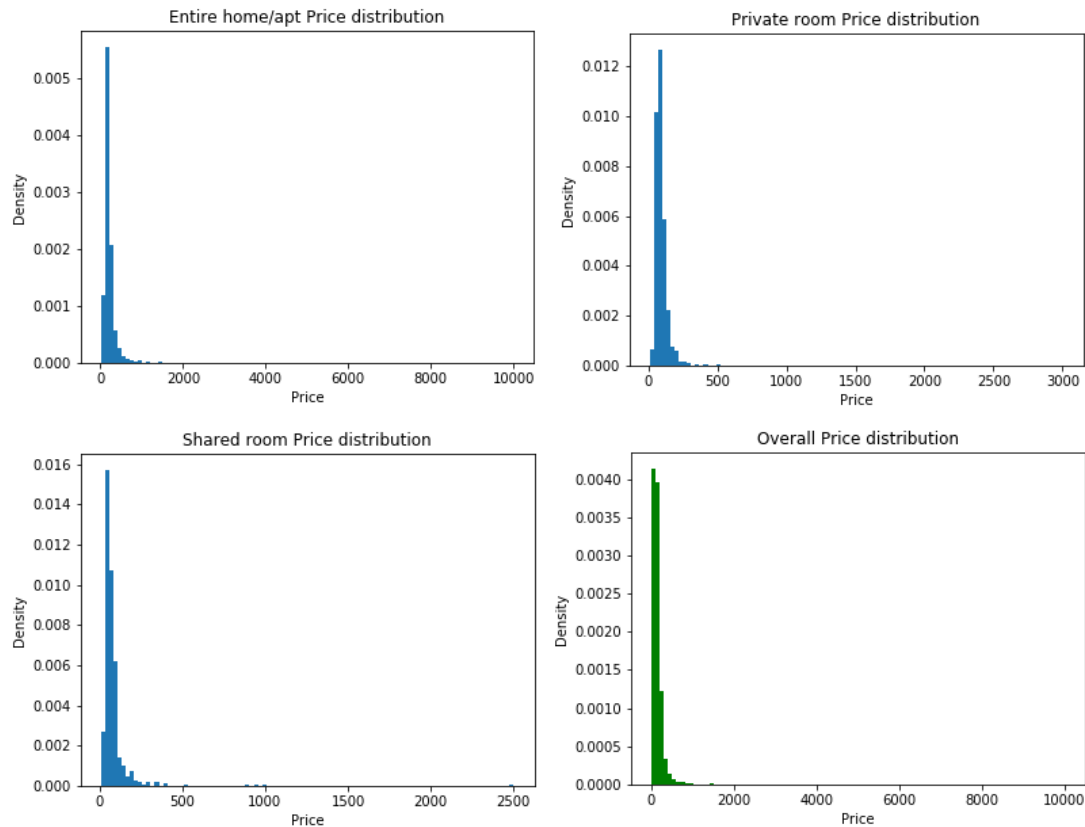 Entire home/apt Price distribution
0.005
0.004
0.003
0.002
0.001
0.000
Density
0 2000 4000 6000 8000 10000
Price
Private room Price distribution
0.012
0.010
0.008
0.006
0.004
0.002
0.000
Density
0 500 1000 1500 2000 2500 3000
Price
Shared room Price distribution
0.016
0.014
0.012
0.010
0.008
0.006
0.004
0.002
0.000
Density
0 500 1000 1500 2000 2500
Price
Overall Price distribution
0.0040
0.0035
0.0030
0.0025
0.0020
0.0015
0.0010
0.0005
0.0000
Density
0 2000 4000 6000 8000 10000
Price